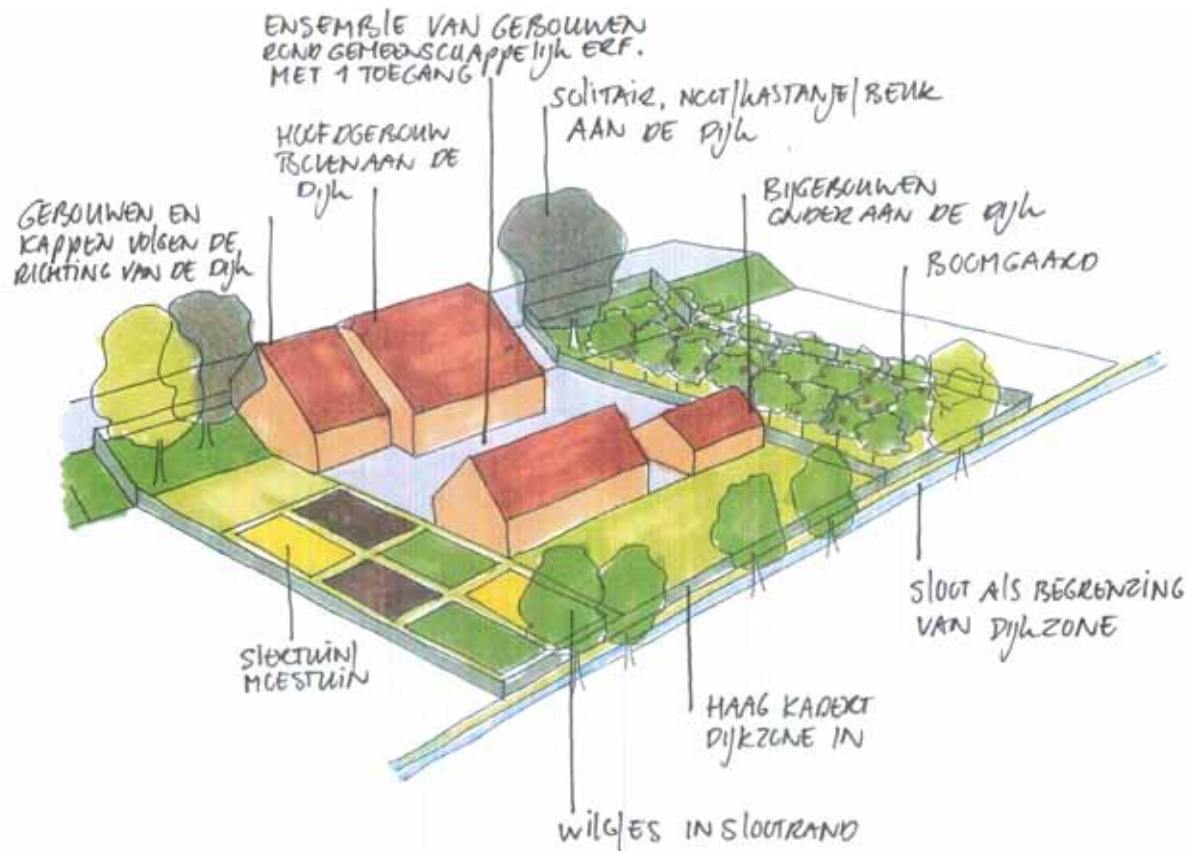 ENSEMBLE VAN GEBOUWEN
ROND GEMEENSCHAPPELIJK ERF.
MET 1 TOEGANG
SOLITAIR, NOOT/KASTANJE/BEUK
AAN DE DIJK
HOOFDGEBOUW
BOVENAAN DE
DIJK
BIJGEBOUWEN
ONDER AAN DE DIJK
GEBOUWEN EN
KAPPEN VOLGEN DE
RICHTING VAN DE DIJK
BOOMGAARD
SLOOT ALS BEGRENZING
VAN DIJKZONE
SIERTUIN/
MOESTUIN
HAAG KADERT
DIJKZONE IN
WILGJES IN SLOOTRAND